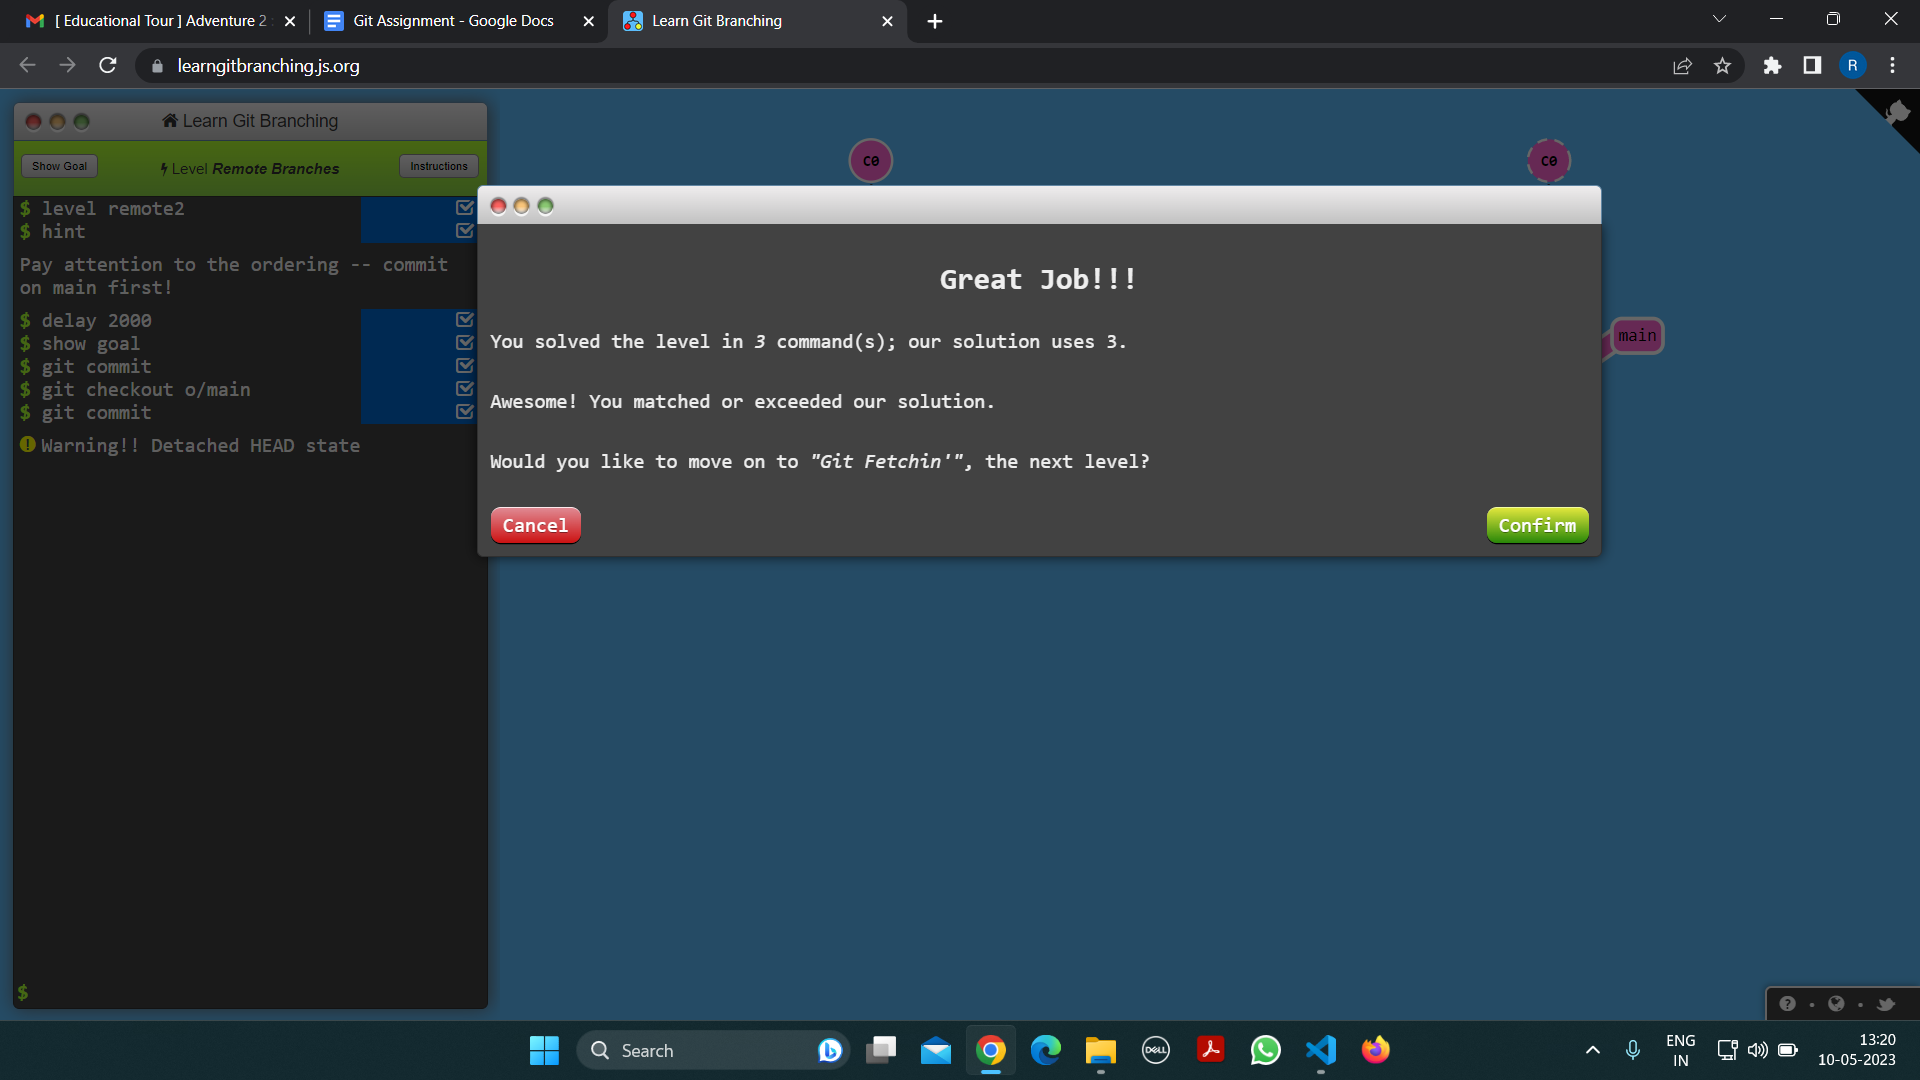 [ Educational Tour ] Adventure 2
Git Assignment - Google Docs
Learn Git Branching
learngitbranching.js.org
R
Learn Git Branching
Show Goal
Level Remote Branches
Instructions
$ level remote2
$ hint
Pay attention to the ordering -- commit
on main first!
$ delay 2000
$ show goal
$ git commit
$ git checkout o/main
$ git commit
Warning!! Detached HEAD state
$
C0
C0
main
Great Job!!!
You solved the level in 3 command(s); our solution uses 3.
Awesome! You matched or exceeded our solution.
Would you like to move on to "Git Fetchin'", the next level?
Cancel
Confirm
Search
DELL
ENG
IN
13:20
10-05-2023